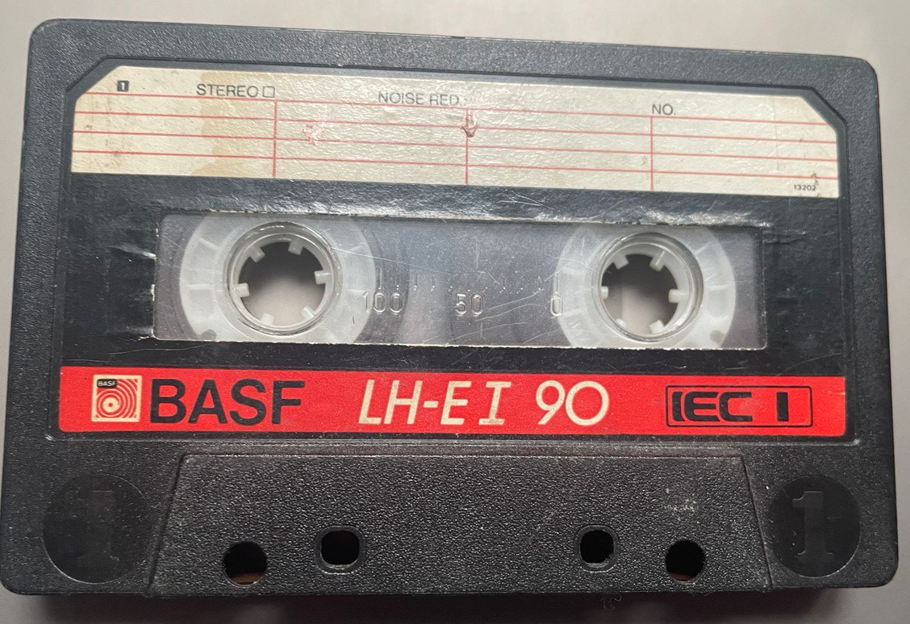 1 STEREO NOISE RED. NO.
13202
100 50 0
BASF BASF LH-E I 90 IEC I
1 1